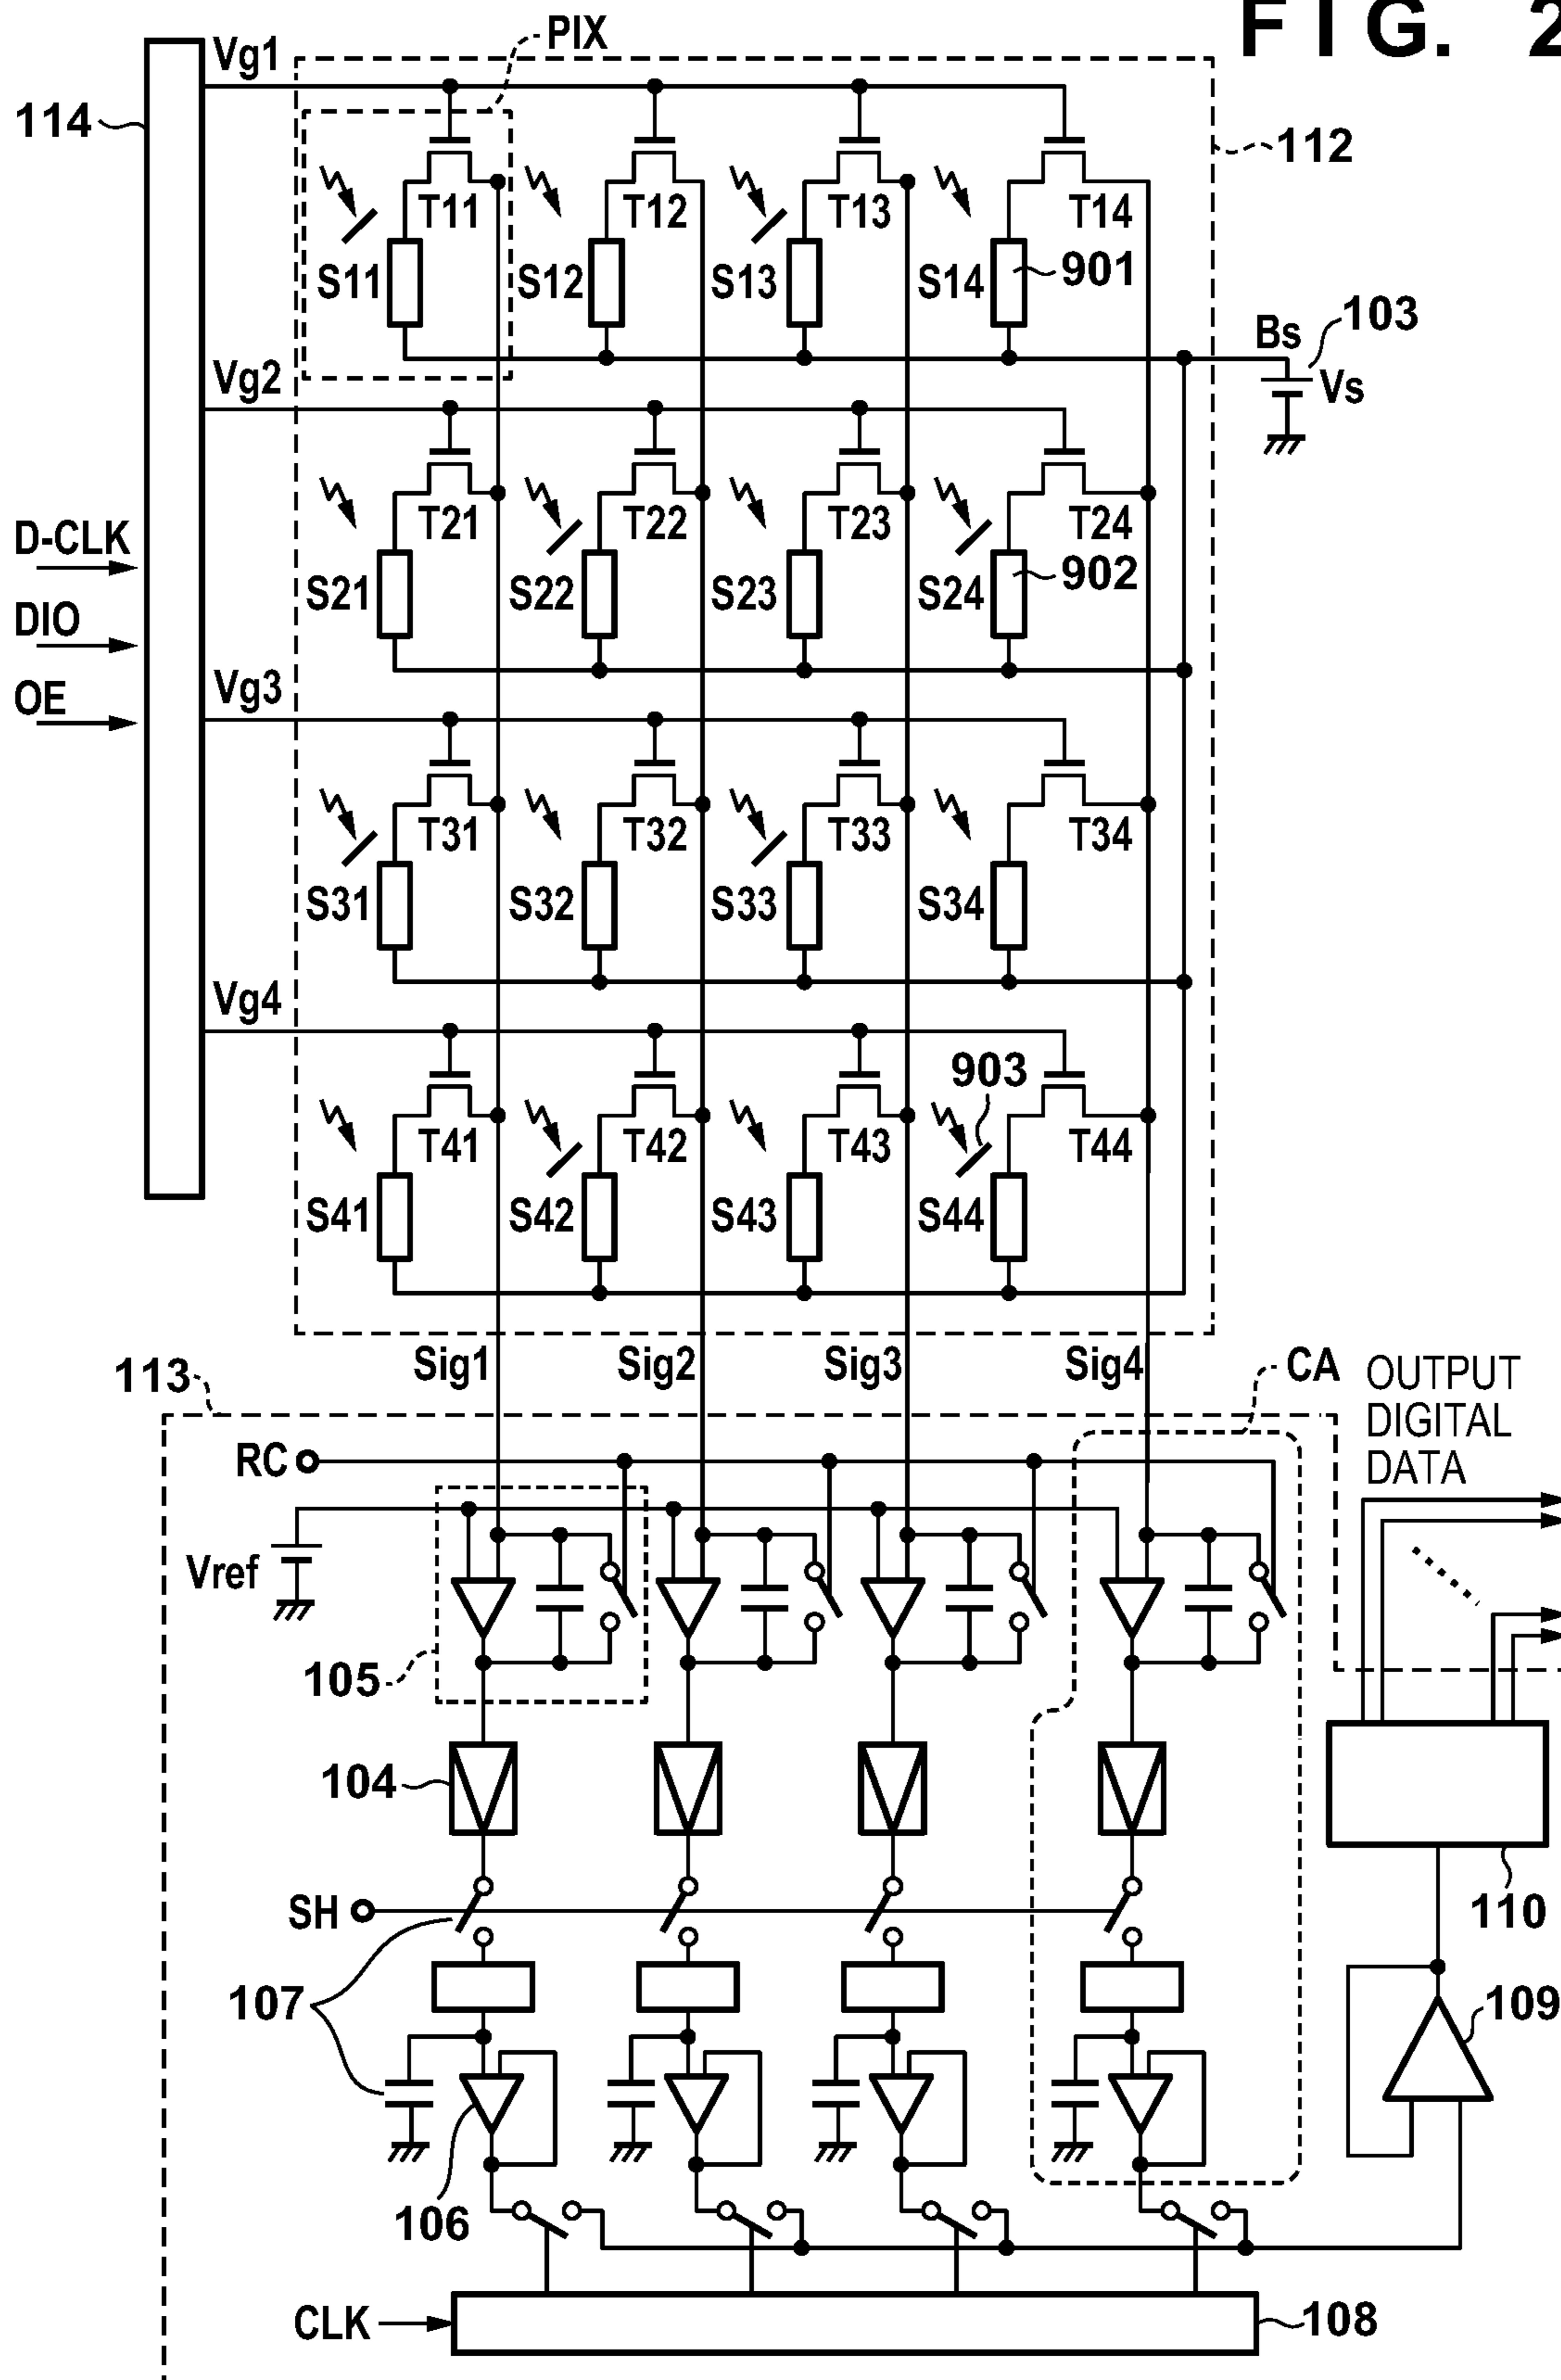 FIG. 2
PIX
Vg1
114
112
T11 T12 T13 T14
S11 S12 S13 S14 901
103
Bs
Vg2
Vs
T21 T22 T23 T24
D-CLK
S21 S22 S23 S24 902
DIO
Vg3
OE
T31 T32 T33 T34
S31 S32 S33 S34
Vg4
903
T41 T42 T43 T44
S41 S42 S43 S44
Sig1 Sig2 Sig3 Sig4
113
CA
OUTPUT
DIGITAL
DATA
RC
Vref
105
104
SH
110
107
109
106
CLK
108